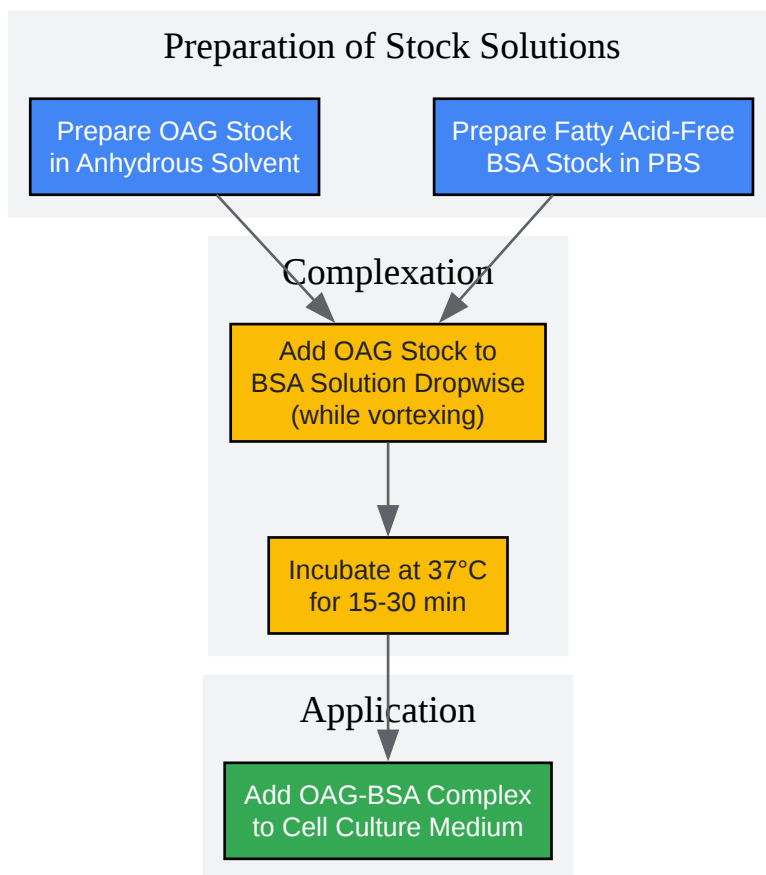 Preparation of Stock Solutions
Prepare OAG Stock
in Anhydrous Solvent
Prepare Fatty Acid-Free
BSA Stock in PBS
Complexation
Add OAG Stock to
BSA Solution Dropwise
(while vortexing)
Incubate at 37°C
for 15-30 min
Application
Add OAG-BSA Complex
to Cell Culture Medium